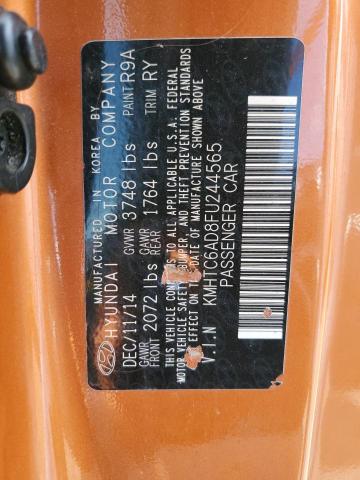 MANUFACTURED IN KOREA BY
HYUNDAI MOTOR COMPANY
DEC/11/14 GVWR 3748 lbs PAINT R9A
GAWR FRONT 2072 lbs GAWR REAR 1764 lbs TRIM RY
THIS VEHICLE CONFORMS TO ALL APPLICABLE U.S.A. FEDERAL
MOTOR VEHICLE SAFETY BUMPER AND THEFT PREVENTION STANDARDS
IN EFFECT ON THE DATE OF MANUFACTURE SHOWN ABOVE
V.I.N KMHTC6AD8FU244565
PASSENGER CAR